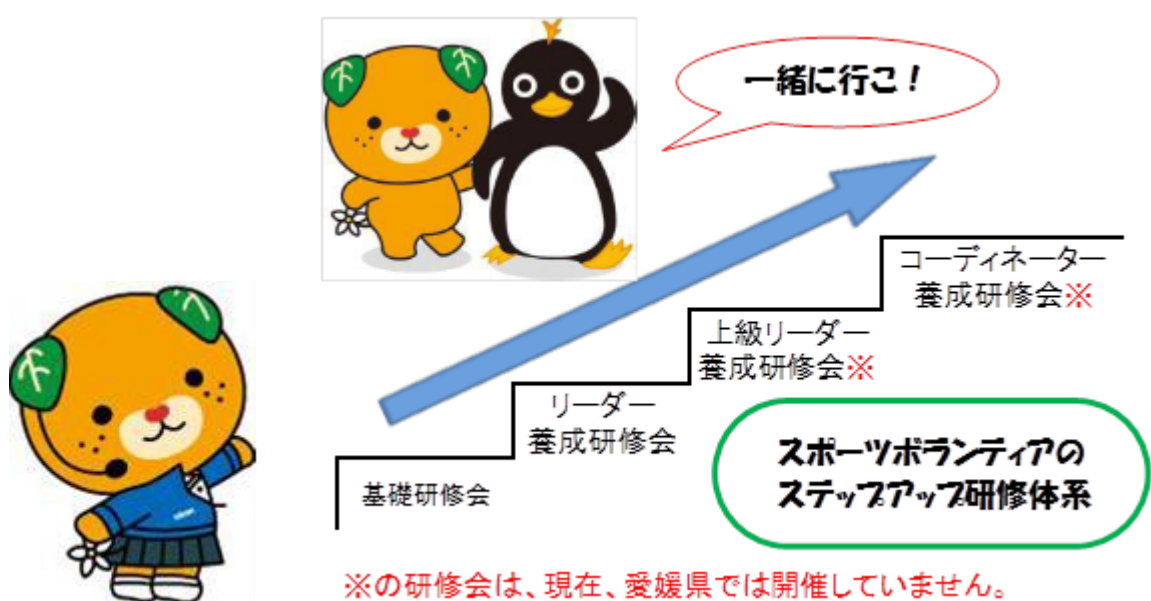 一緒に行こ！
コーディネーター
養成研修会※
上級リーダー
養成研修会※
リーダー
養成研修会
基礎研修会
スポーツボランティアの
ステップアップ研修体系
※の研修会は、現在、愛媛県では開催していません。